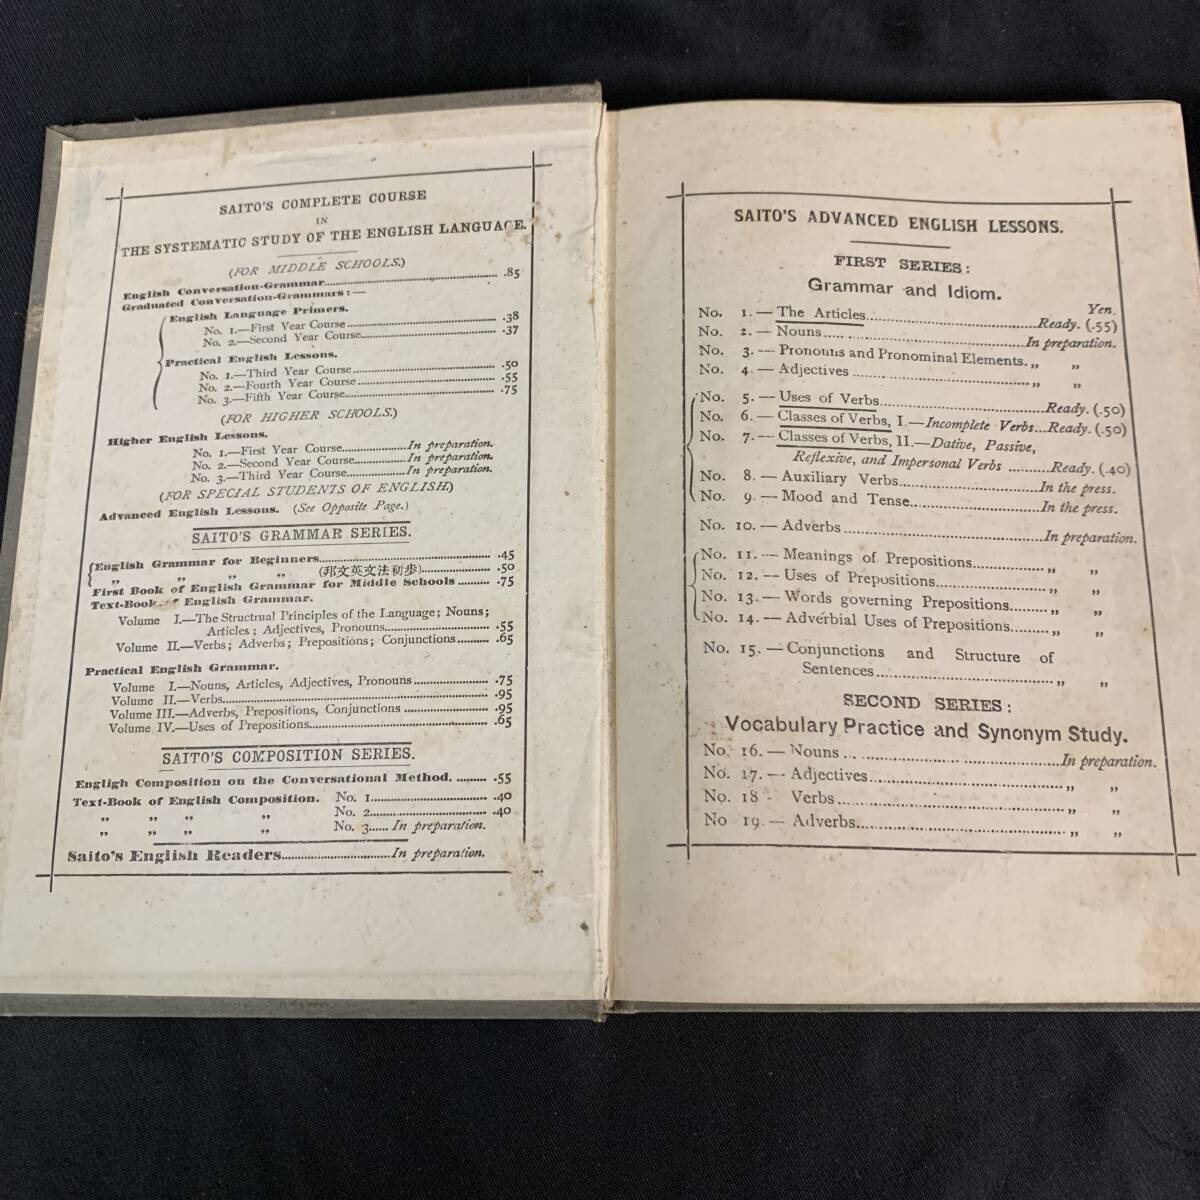 SAITO'S COMPLETE COURSE
IN
THE SYSTEMATIC STUDY OF THE ENGLISH LANGUAGE.
(FOR MIDDLE SCHOOLS.)
English Conversation-Grammar ..... .85
Graduated Conversation-Grammars:—
English Language Primers.
No. 1.—First Year Course ..... .38
No. 2.—Second Year Course ..... .37
Practical English Lessons.
No. 1.—Third Year Course ..... .50
No. 2.—Fourth Year Course ..... .55
No. 3.—Fifth Year Course ..... .75
(FOR HIGHER SCHOOLS.)
Higher English Lessons.
No. 1.—First Year Course ..... In preparation.
No. 2.—Second Year Course ..... In preparation.
No. 3.—Third Year Course ..... In preparation.
(FOR SPECIAL STUDENTS OF ENGLISH.)
Advanced English Lessons. (See Opposite Page.)
SAITO'S GRAMMAR SERIES.
English Grammar for Beginners ..... .45
„ „ „ „ (邦文英文法初歩) ..... .50
First Book of English Grammar for Middle Schools ..... .75
Text-Book of English Grammar.
Volume I.—The Structrual Principles of the Language; Nouns;
Articles; Adjectives, Pronouns ..... .55
Volume II.—Verbs; Adverbs; Prepositions; Conjunctions ..... .65
Practical English Grammar.
Volume I.—Nouns, Articles, Adjectives, Pronouns ..... .75
Volume II.—Verbs ..... .95
Volume III.—Adverbs, Prepositions, Conjunctions ..... .95
Volume IV.—Uses of Prepositions ..... .65
SAITO'S COMPOSITION SERIES.
Engligh Composition on the Conversational Method. ..... .55
Text-Book of English Composition. No. 1 ..... .40
„ „ „ „ No. 2 ..... .40
„ „ „ „ No. 3 ..... In preparation.
Saito's English Readers ..... In preparation.
SAITO'S ADVANCED ENGLISH LESSONS.
FIRST SERIES:
Grammar and Idiom.
Yen.
No. 1.—The Articles ..... Ready. (.55)
No. 2.—Nouns ..... In preparation.
No. 3.—Pronouns and Pronominal Elements. „ „
No. 4.—Adjectives ..... „ „
No. 5.—Uses of Verbs ..... Ready. (.50)
No. 6.—Classes of Verbs, I.—Incomplete Verbs...Ready. (.50)
No. 7.—Classes of Verbs, II.—Dative, Passive,
Reflexive, and Impersonal Verbs ..... Ready. (.40)
No. 8.—Auxiliary Verbs ..... In the press.
No. 9.—Mood and Tense ..... In the press.
No. 10.—Adverbs ..... In preparation.
No. 11.—Meanings of Prepositions ..... „ „
No. 12.—Uses of Prepositions ..... „ „
No. 13.—Words governing Prepositions ..... „ „
No. 14.—Adverbial Uses of Prepositions ..... „ „
No. 15.—Conjunctions and Structure of
Sentences ..... „ „
SECOND SERIES:
Vocabulary Practice and Synonym Study.
No. 16.—Nouns ..... In preparation.
No. 17.—Adjectives ..... „ „
No. 18 - Verbs ..... „ „
No 19.—Adverbs ..... „ „